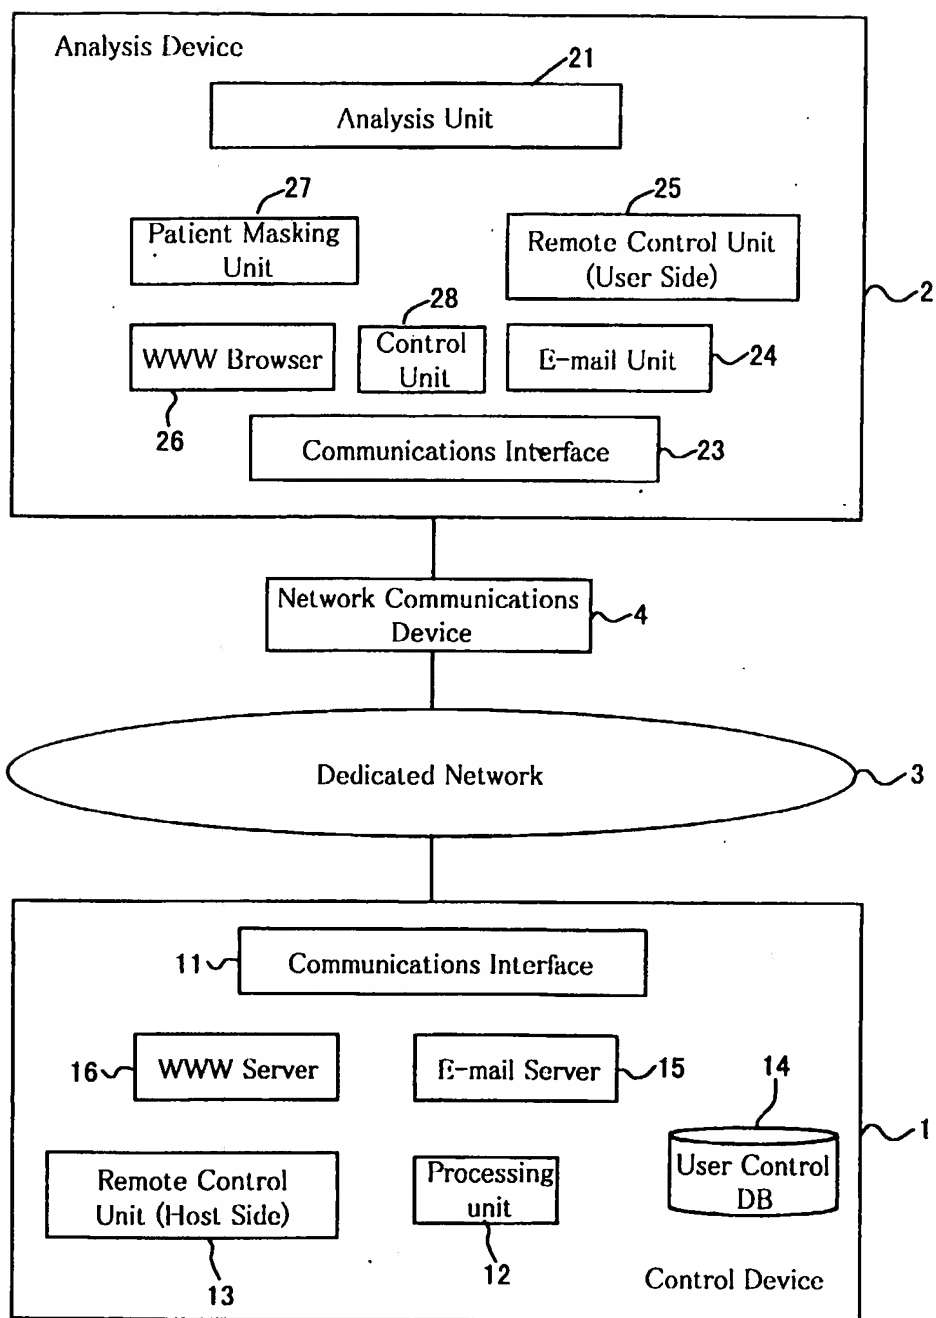 Analysis Device
21
Analysis Unit
27
25
Patient Masking
Unit
Remote Control Unit
(User Side)
2
28
WWW Browser
Control
Unit
E-mail Unit
24
26
Communications Interface
23
Network Communications
Device
4
Dedicated Network
3
11
Communications Interface
16
WWW Server
E-mail Server
15
14
1
User Control
DB
Remote Control
Unit (Host Side)
Processing
unit
13
12
Control Device